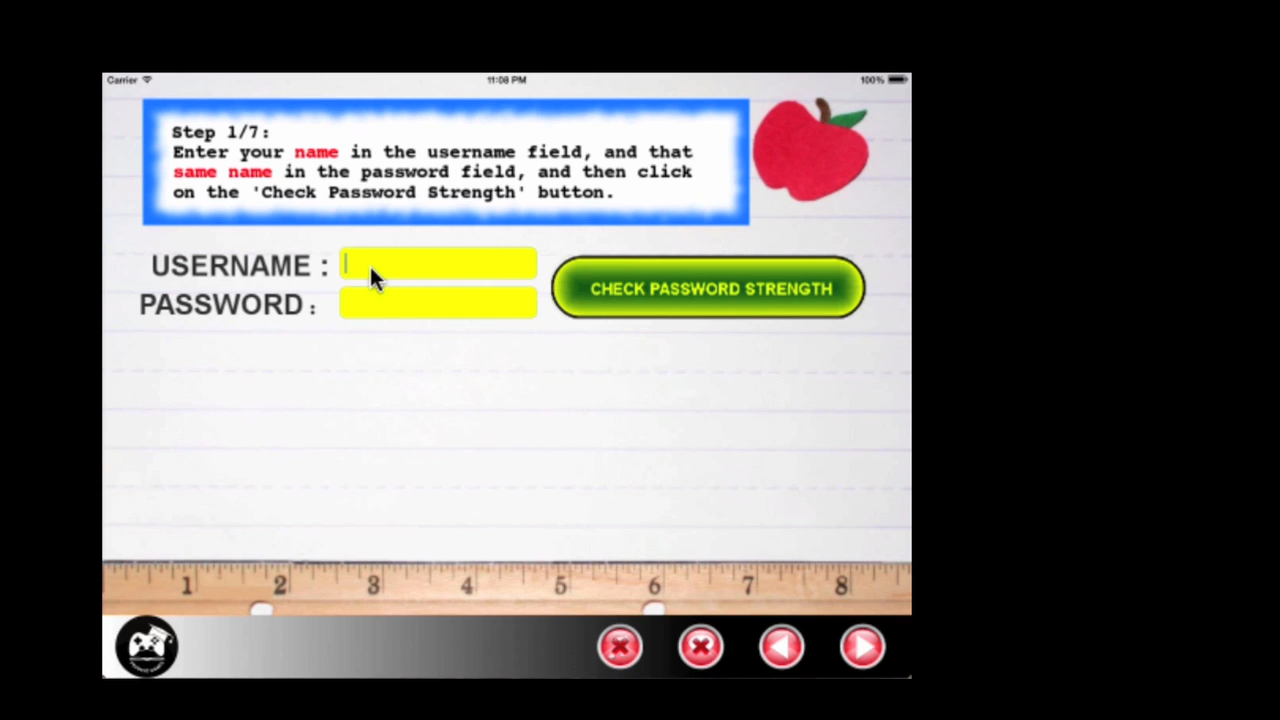 Carrier 11:08 PM 100%
Step 1/7:
Enter your name in the username field, and that
same name in the password field, and then click
on the 'Check Password Strength' button.
USERNAME :
PASSWORD :
CHECK PASSWORD STRENGTH
1 2 3 4 5 6 7 8